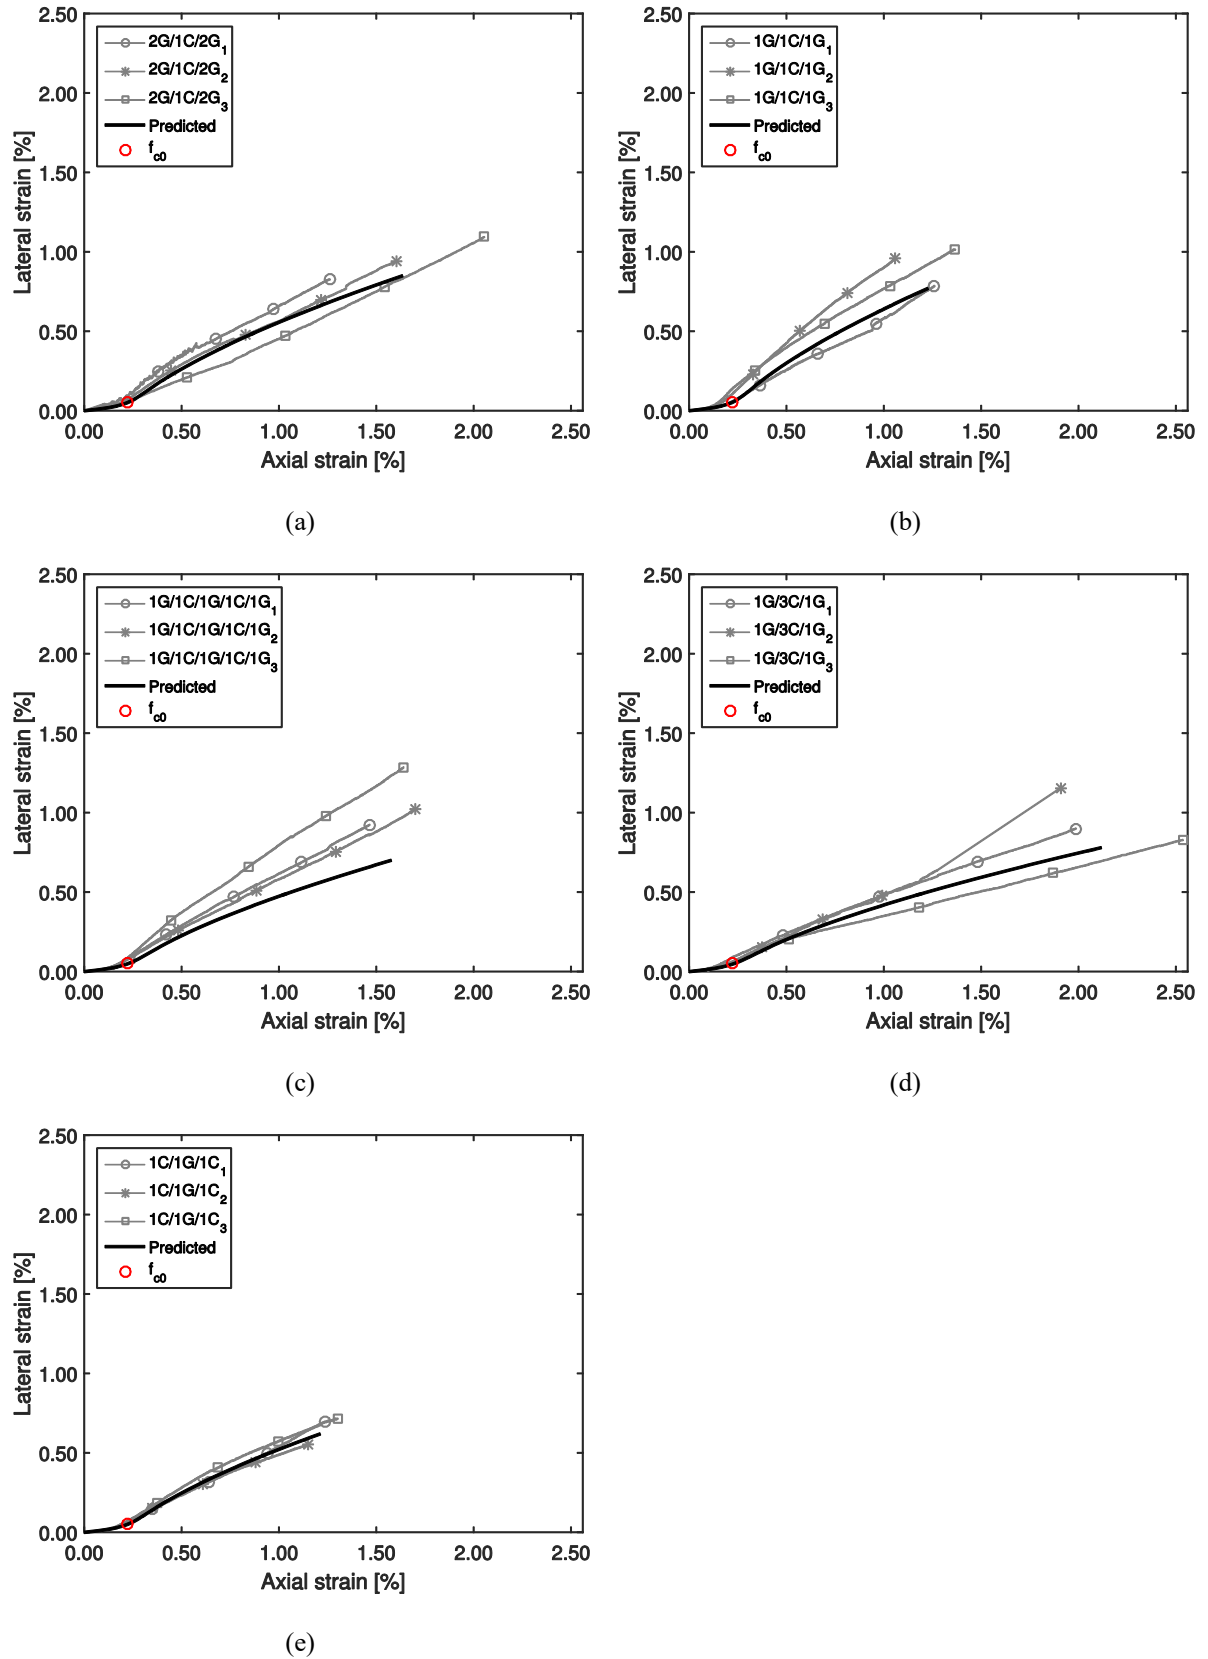 2.50
2.00
1.50
1.00
0.50
0.00
Lateral strain [%]
2G/1C/2G1
2G/1C/2G2
2G/1C/2G3
Predicted
fc0
0.00 0.50 1.00 1.50 2.00 2.50
Axial strain [%]
(a)
2.50
2.00
1.50
1.00
0.50
0.00
Lateral strain [%]
1G/1C/1G1
1G/1C/1G2
1G/1C/1G3
Predicted
fc0
0.00 0.50 1.00 1.50 2.00 2.50
Axial strain [%]
(b)
2.50
2.00
1.50
1.00
0.50
0.00
Lateral strain [%]
1G/1C/1G/1C/1G1
1G/1C/1G/1C/1G2
1G/1C/1G/1C/1G3
Predicted
fc0
0.00 0.50 1.00 1.50 2.00 2.50
Axial strain [%]
(c)
2.50
2.00
1.50
1.00
0.50
0.00
Lateral strain [%]
1G/3C/1G1
1G/3C/1G2
1G/3C/1G3
Predicted
fc0
0.00 0.50 1.00 1.50 2.00 2.50
Axial strain [%]
(d)
2.50
2.00
1.50
1.00
0.50
0.00
Lateral strain [%]
1C/1G/1C1
1C/1G/1C2
1C/1G/1C3
Predicted
fc0
0.00 0.50 1.00 1.50 2.00 2.50
Axial strain [%]
(e)